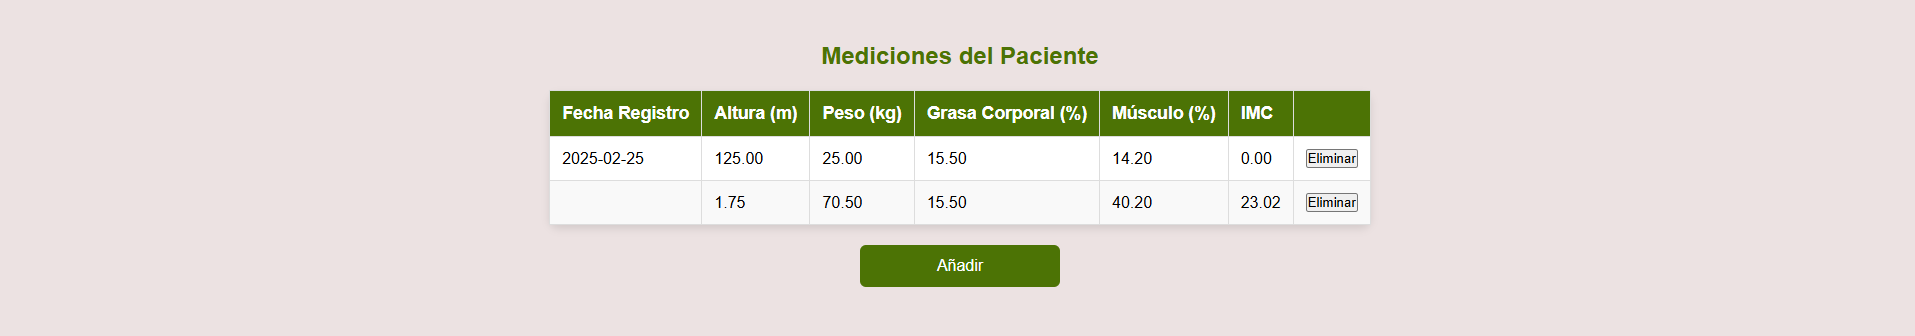 Mediciones del Paciente
Fecha Registro Altura (m) Peso (kg) Grasa Corporal (%) Músculo (%) IMC
2025-02-25 125.00 25.00 15.50 14.20 0.00 Eliminar
1.75 70.50 15.50 40.20 23.02 Eliminar
Añadir